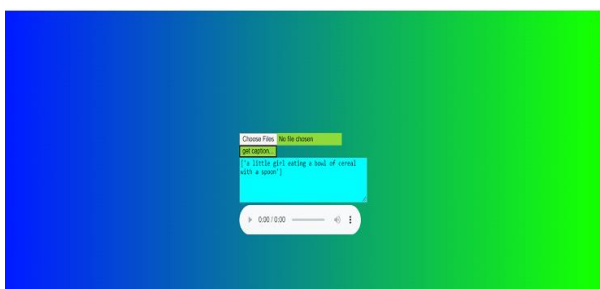 Choose Files No file chosen
get caption...
['a little girl eating a bowl of cereal
with a spoon']
0:00 / 0:00